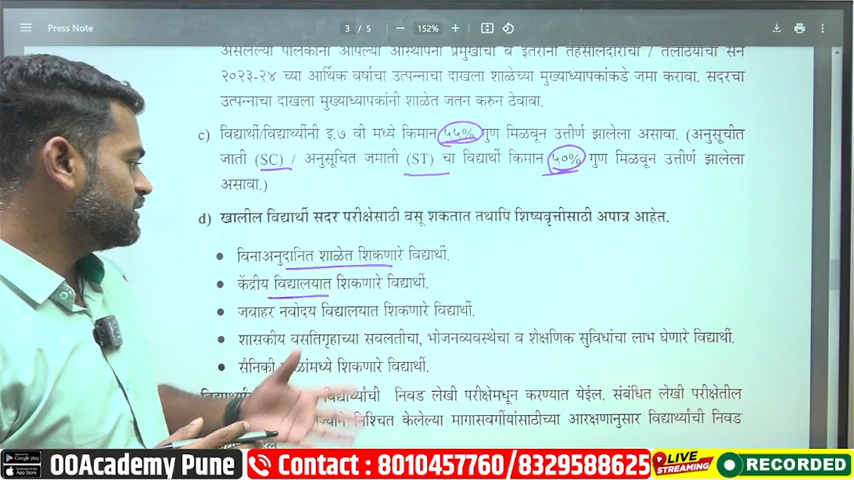 Press Note
3 / 5
152%
असलेल्या पालकांनी आपल्या आस्थापना प्रमुखांचा व इतरांनी तहसिलदारांचा / तलाठ्यांचा सन
२०२३-२४ च्या आर्थिक वर्षाचा उत्पन्नाचा दाखला शाळेच्या मुख्याध्यापकांकडे जमा करावा. सदरचा
उत्पन्नाचा दाखला मुख्याध्यापकांनी शाळेत जतन करुन ठेवावा.
c) विद्यार्थी/विद्यार्थ्यीनी इ.७ वी मध्ये किमान ५५% गुण मिळवून उत्तीर्ण झालेला असावा. (अनुसूचीत
जाती (SC) / अनुसूचित जमाती (ST) चा विद्यार्थी किमान ५०% गुण मिळवून उत्तीर्ण झालेला
असावा.)
d) खालील विद्यार्थी सदर परीक्षेसाठी बसू शकतात तथापि शिष्यवृत्तीसाठी अपात्र आहेत.
• विनाअनुदानित शाळेत शिकणारे विद्यार्थी.
• केंद्रीय विद्यालयात शिकणारे विद्यार्थी.
• जवाहर नवोदय विद्यालयात शिकणारे विद्यार्थी.
• शासकीय वसतिगृहाच्या सवलतीचा, भोजनव्यवस्थेचा व शैक्षणिक सुविधांचा लाभ घेणारे विद्यार्थी.
• सैनिकी शाळांमध्ये शिकणारे विद्यार्थी.
विद्यार्थ्यांची निवड लेखी परीक्षेमधून करण्यात येईल. संबंधित लेखी परीक्षेतील
निश्चित केलेल्या मागासवर्गीयांसाठीच्या आरक्षणानुसार विद्यार्थ्यांची निवड
Google play
App Store
OOAcademy Pune
Contact : 8010457760/8329588625
LIVE
STREAMING
RECORDED